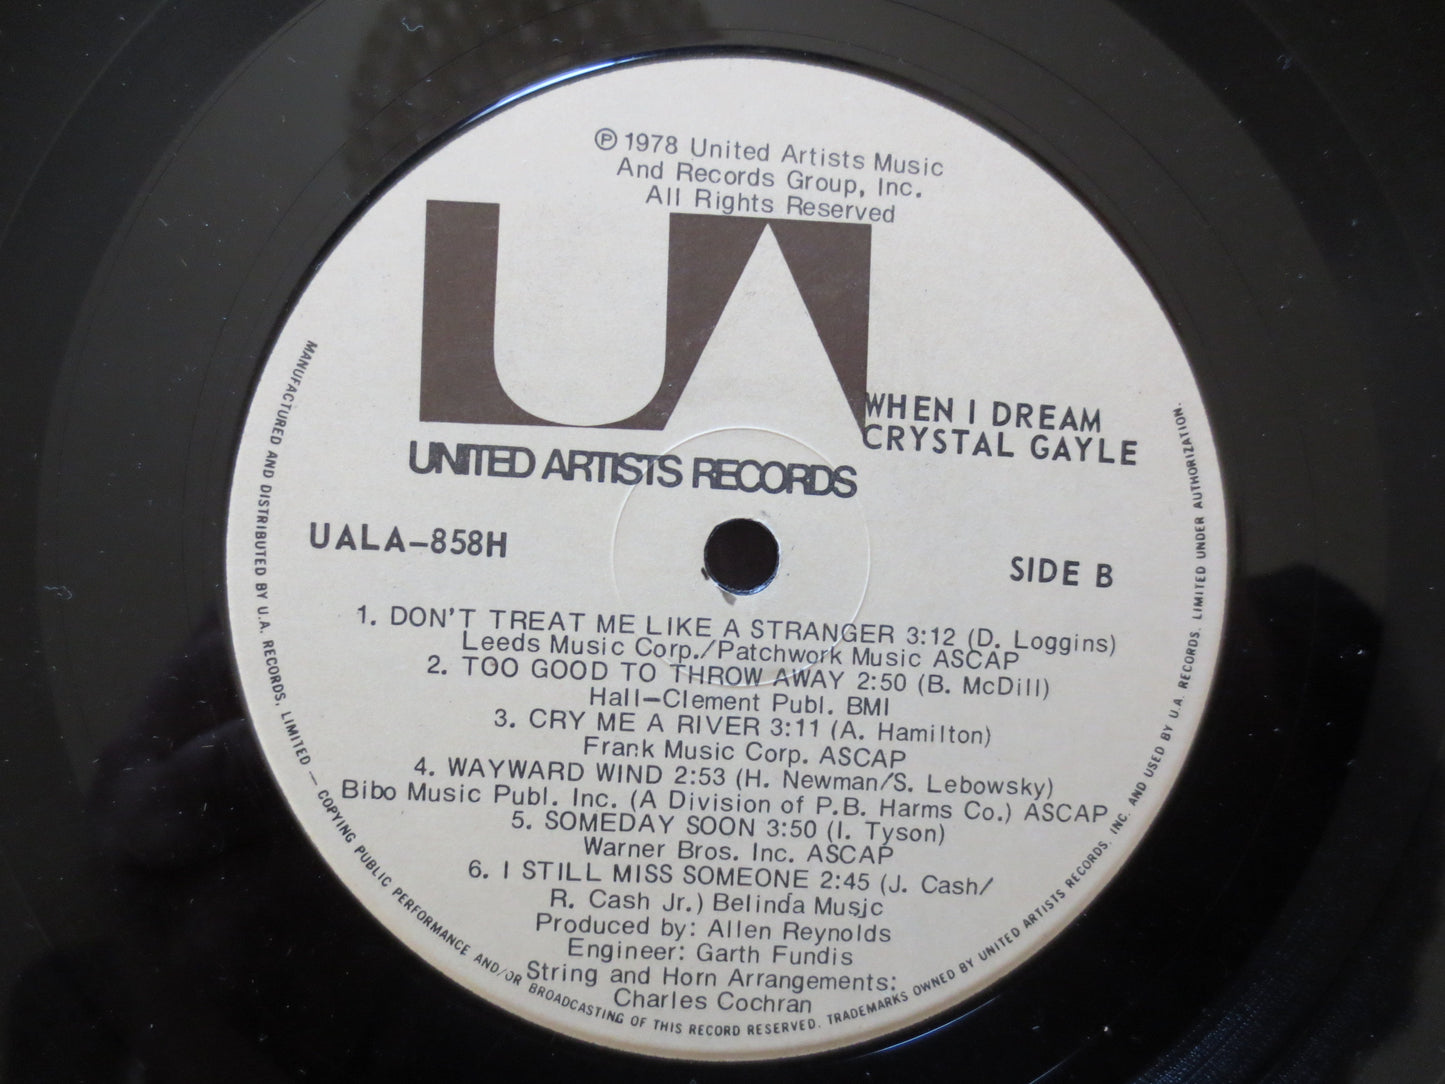 ℗ 1978 United Artists Music
And Records Group, Inc.
All Rights Reserved
UA
UNITED ARTISTS RECORDS
WHEN I DREAM
CRYSTAL GAYLE
UALA-858H
SIDE B
1. DON'T TREAT ME LIKE A STRANGER 3:12 (D. Loggins)
Leeds Music Corp./Patchwork Music ASCAP
2. TOO GOOD TO THROW AWAY 2:50 (B. McDill)
Hall-Clement Publ. BMI
3. CRY ME A RIVER 3:11 (A. Hamilton)
Frank Music Corp. ASCAP
4. WAYWARD WIND 2:53 (H. Newman/S. Lebowsky)
Bibo Music Publ. Inc. (A Division of P.B. Harms Co.) ASCAP
5. SOMEDAY SOON 3:50 (I. Tyson)
Warner Bros. Inc. ASCAP
6. I STILL MISS SOMEONE 2:45 (J. Cash/
R. Cash Jr.) Belinda Music
Produced by: Allen Reynolds
Engineer: Garth Fundis
String and Horn Arrangements:
Charles Cochran
MANUFACTURED AND DISTRIBUTED BY U.A. RECORDS, LIMITED — COPYING PUBLIC PERFORMANCE AND/OR BROADCASTING OF THIS RECORD RESERVED. TRADEMARKS OWNED BY UNITED ARTISTS RECORDS, INC. AND USED BY U.A. RECORDS, LIMITED UNDER AUTHORIZATION.